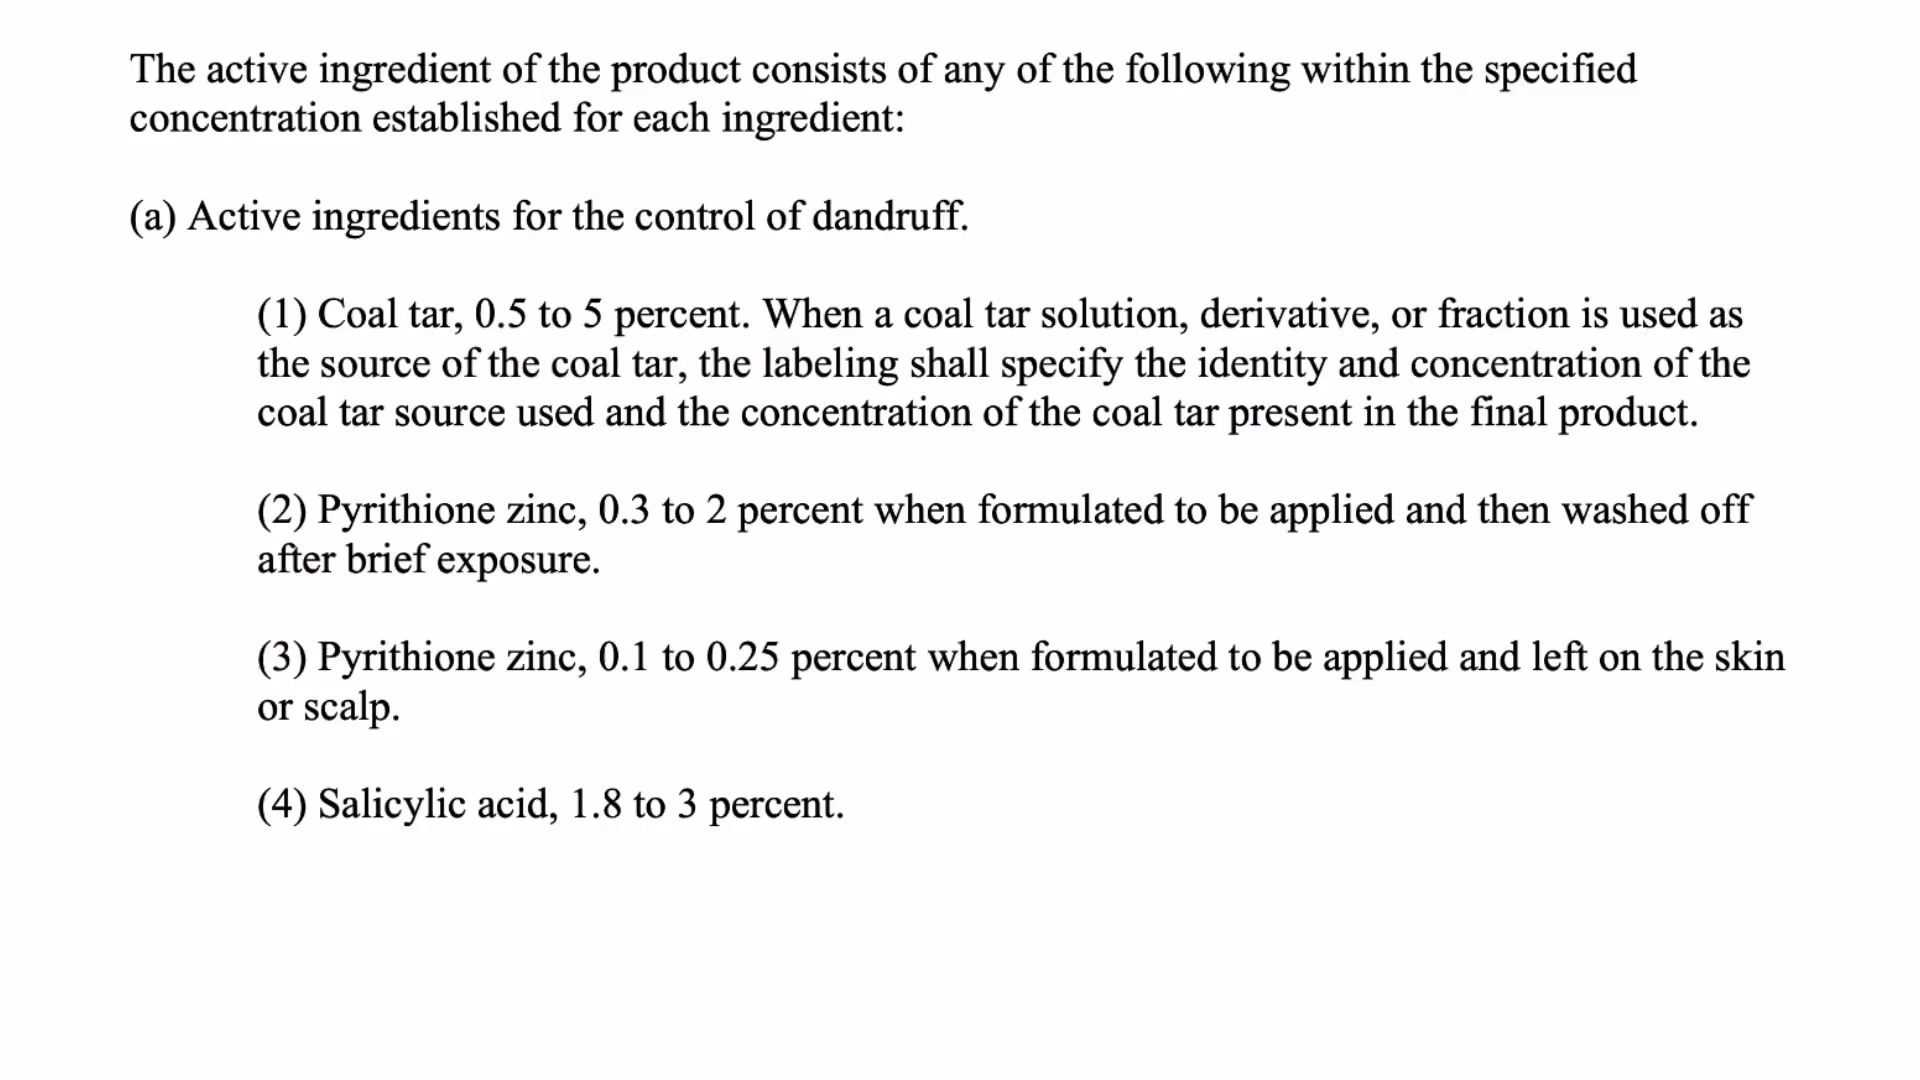 The active ingredient of the product consists of any of the following within the specified
concentration established for each ingredient:
(a) Active ingredients for the control of dandruff.
(1) Coal tar, 0.5 to 5 percent. When a coal tar solution, derivative, or fraction is used as
the source of the coal tar, the labeling shall specify the identity and concentration of the
coal tar source used and the concentration of the coal tar present in the final product.
(2) Pyrithione zinc, 0.3 to 2 percent when formulated to be applied and then washed off
after brief exposure.
(3) Pyrithione zinc, 0.1 to 0.25 percent when formulated to be applied and left on the skin
or scalp.
(4) Salicylic acid, 1.8 to 3 percent.